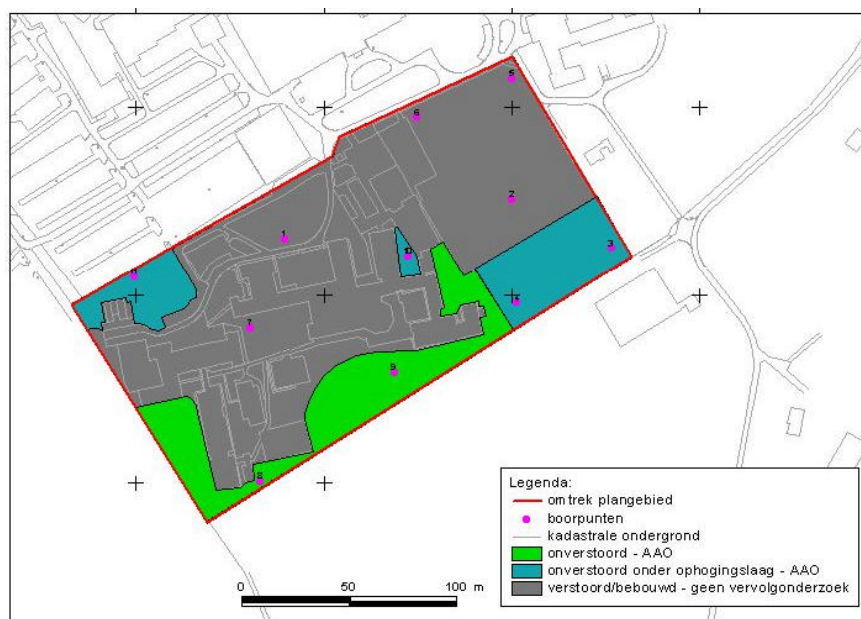 5
6
2
1
3
10
11
4
7
9
8
Legenda:
omtrek plangebied
boorpunten
kadastrale ondergrond
onverstoord - AAO
onverstoord onder ophogingslaag - AAO
verstoord/bebouwd - geen vervolgonderzoek
0 50 100 m